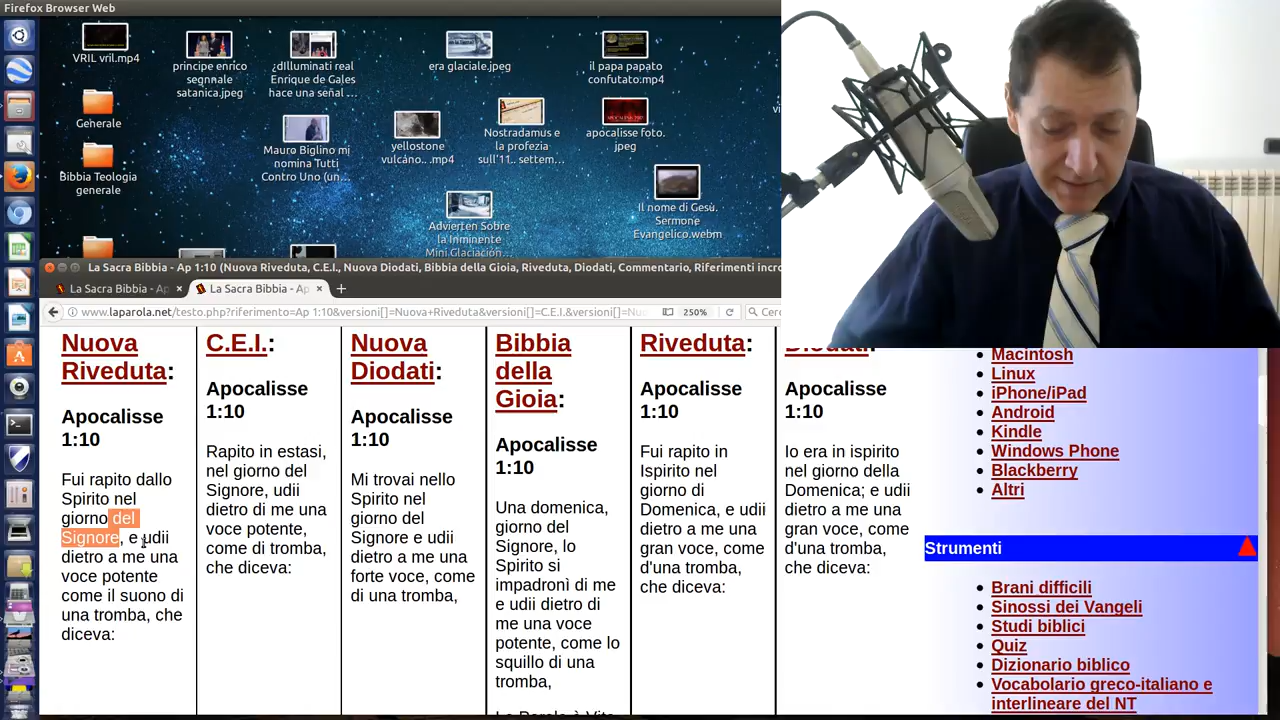 Firefox Browser Web
VRIL vril.mp4
principe enrico
segnnale
satanica.jpeg
¿dIlluminati real
Enrique de Gales
hace una señal ...
era glaciale.jpeg
il papa papato
confutato.mp4
Generale
Mauro Biglino mi
nomina Tutti
Contro Uno (un...
yellostone
vulcáno.. .mp4
Nostradamus e
la profezia
sull'11.. settem...
apocalisse foto.
jpeg
Bibbia Teologia
generale
Advierten Sobre
la Inminente
Mini Glaciación
Il nome di Gesù.
Sermone
Evangelico.webm
La Sacra Bibbia - Ap 1:10 (Nuova Riveduta, C.E.I., Nuova Diodati, Bibbia della Gioia, Riveduta, Diodati, Commentario, Riferimenti incro
La Sacra Bibbia - Ap
La Sacra Bibbia - Ap
www.laparola.net/testo.php?riferimento=Ap 1:10&versioni[]=Nuova+Riveduta&versioni[]=C.E.I.&versioni[]=Nu
250%
Nuova
Riveduta:
Apocalisse
1:10
Fui rapito dallo
Spirito nel
giorno del
Signore, e udii
dietro a me una
voce potente
come il suono di
una tromba, che
diceva:
C.E.I.:
Apocalisse
1:10
Rapito in estasi,
nel giorno del
Signore, udii
dietro di me una
voce potente,
come di tromba,
che diceva:
Nuova
Diodati:
Apocalisse
1:10
Mi trovai nello
Spirito nel
giorno del
Signore e udii
dietro a me una
forte voce, come
di una tromba,
Bibbia
della
Gioia:
Apocalisse
1:10
Una domenica,
giorno del
Signore, lo
Spirito si
impadronì di me
e udii dietro di
me una voce
potente, come lo
squillo di una
tromba,
Riveduta:
Apocalisse
1:10
Fui rapito in
Ispirito nel
giorno di
Domenica, e udii
dietro a me una
gran voce, come
d'una tromba,
che diceva:
Diodati:
Apocalisse
1:10
Io era in ispirito
nel giorno della
Domenica; e udii
dietro a me una
gran voce, come
d'una tromba,
che diceva:
Macintosh
Linux
iPhone/iPad
Android
Kindle
Windows Phone
Blackberry
Altri
Strumenti
Brani difficili
Sinossi dei Vangeli
Studi biblici
Quiz
Dizionario biblico
Vocabolario greco-italiano e
interlineare del NT